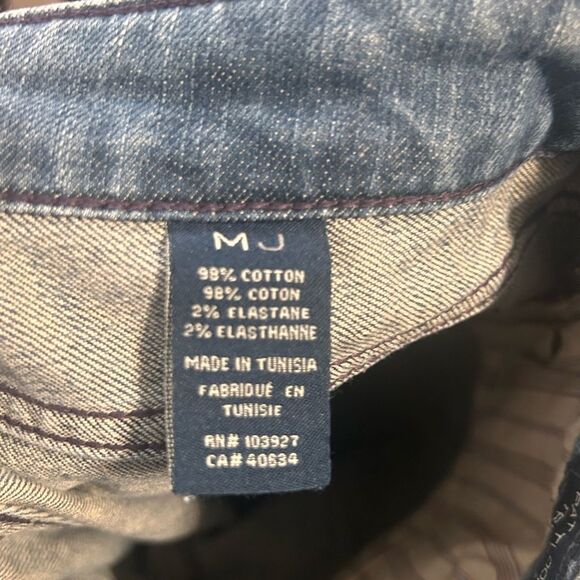 MJ
98% COTTON
98% COTON
2% ELASTANE
2% ELASTHANNE
MADE IN TUNISIA
FABRIQUÉ EN
TUNISIE
RN# 103927
CA# 40634